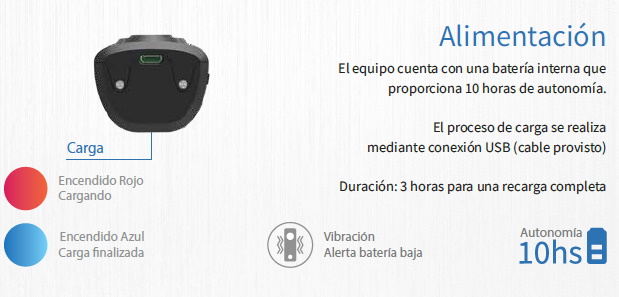 Alimentación
El equipo cuenta con una batería interna que
proporciona 10 horas de autonomía.
El proceso de carga se realiza
mediante conexión USB (cable provisto)
Duración: 3 horas para una recarga completa
Carga
Encendido Rojo
Cargando
Encendido Azul
Carga finalizada
Vibración
Alerta batería baja
Autonomía
10hs